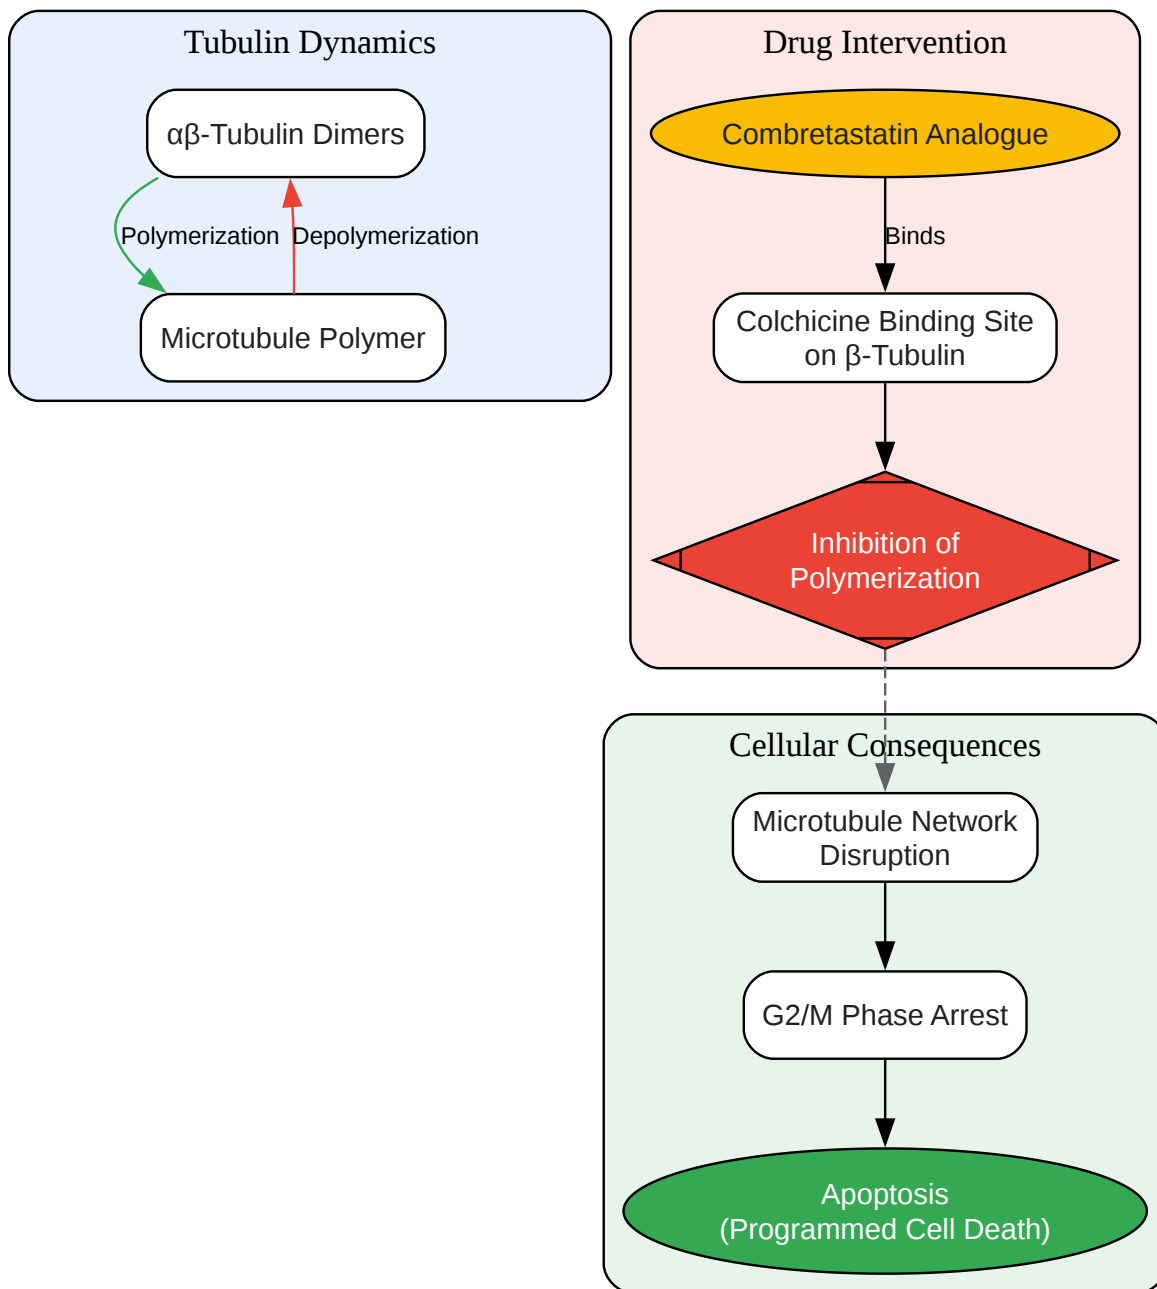 Tubulin Dynamics
αβ-Tubulin Dimers
Polymerization
Depolymerization
Microtubule Polymer
Drug Intervention
Combretastatin Analogue
Binds
Colchicine Binding Site
on β-Tubulin
Inhibition of
Polymerization
Cellular Consequences
Microtubule Network
Disruption
G2/M Phase Arrest
Apoptosis
(Programmed Cell Death)